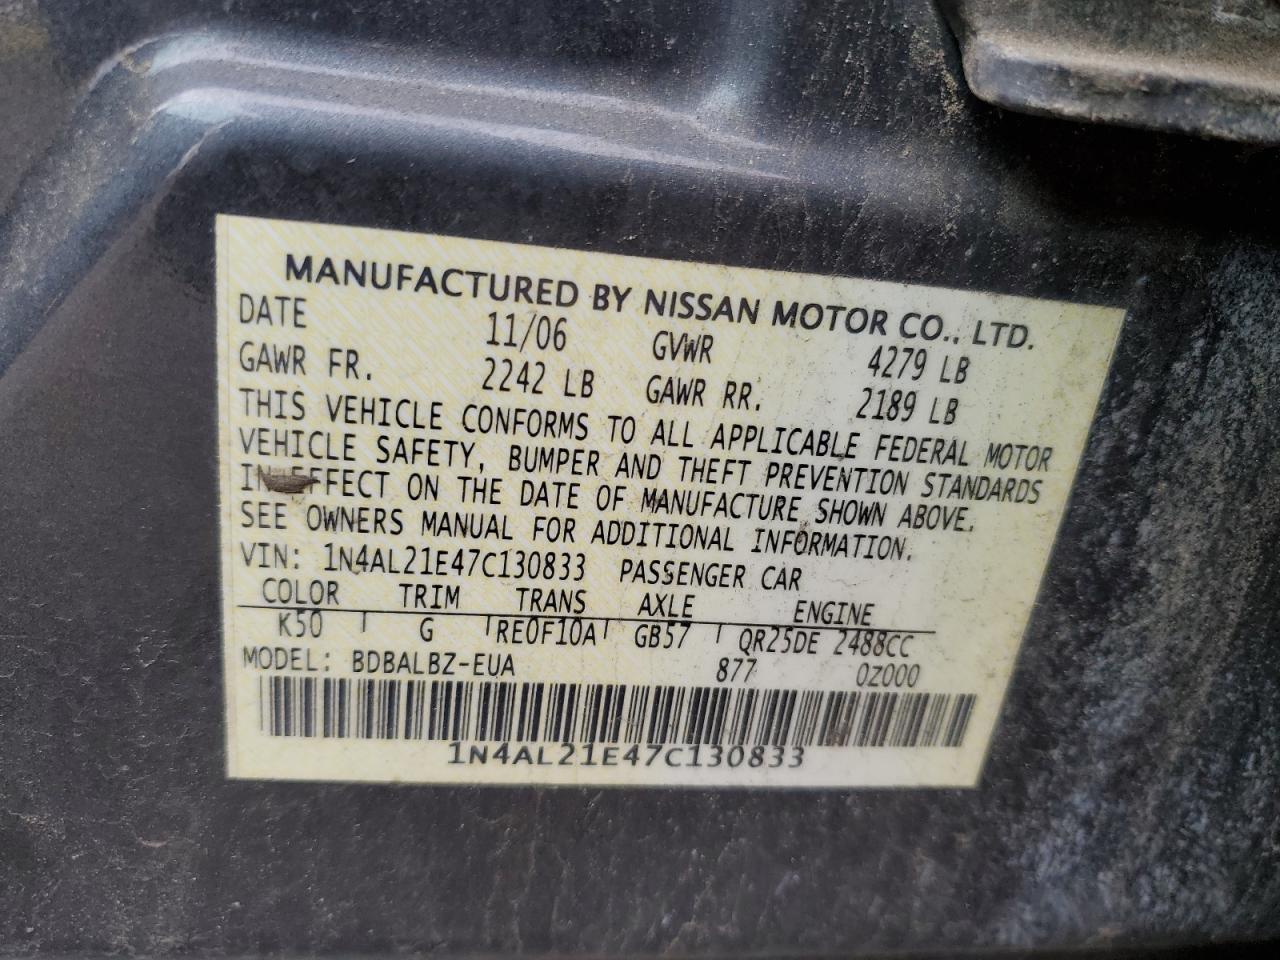 MANUFACTURED BY NISSAN MOTOR CO., LTD.
DATE 11/06 GVWR 4279 LB
GAWR FR. 2242 LB GAWR RR. 2189 LB
THIS VEHICLE CONFORMS TO ALL APPLICABLE FEDERAL MOTOR
VEHICLE SAFETY, BUMPER AND THEFT PREVENTION STANDARDS
IN EFFECT ON THE DATE OF MANUFACTURE SHOWN ABOVE.
SEE OWNERS MANUAL FOR ADDITIONAL INFORMATION.
VIN: 1N4AL21E47C130833 PASSENGER CAR
COLOR TRIM TRANS AXLE ENGINE
K50 G RE0F10A GB57 QR25DE 2488CC
MODEL: BDBALBZ-EUA 877 0Z000
1N4AL21E47C130833